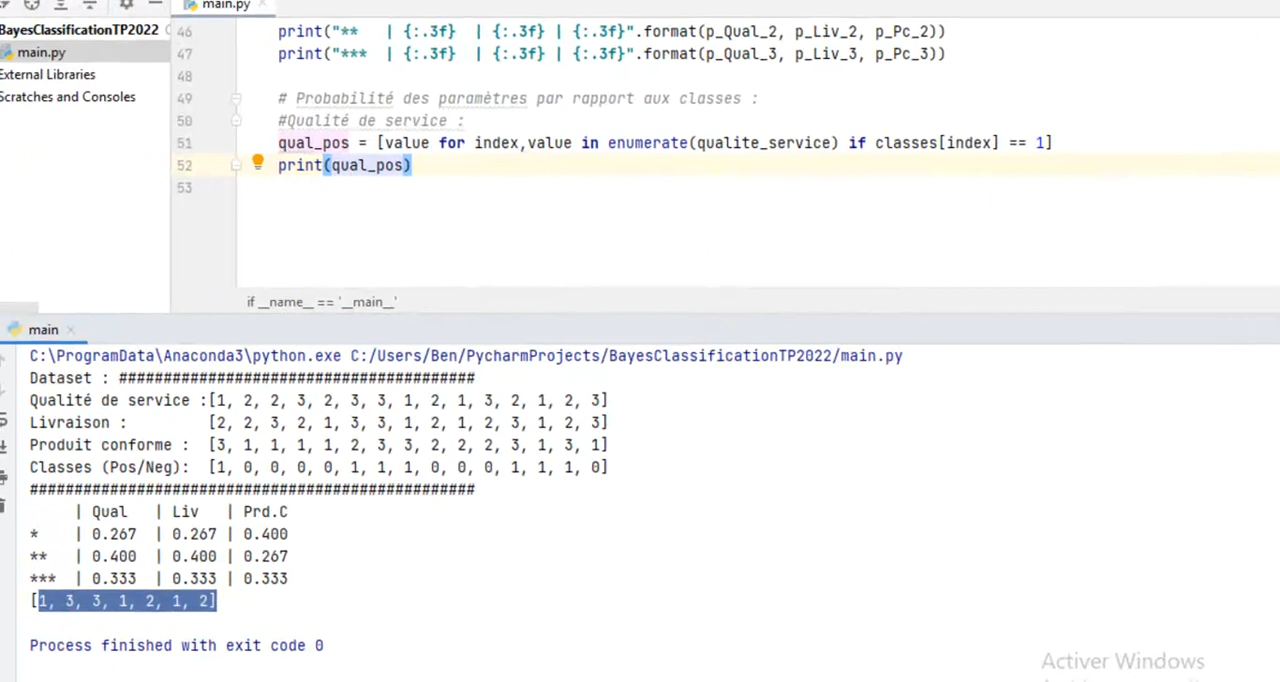 main.py
BayesClassificationTP2022
main.py
External Libraries
Scratches and Consoles
46 print("**   | {:.3f}  | {:.3f} | {:.3f}".format(p_Qual_2, p_Liv_2, p_Pc_2))
47 print("***  | {:.3f}  | {:.3f} | {:.3f}".format(p_Qual_3, p_Liv_3, p_Pc_3))
48
49 # Probabilité des paramètres par rapport aux classes :
50 #Qualité de service :
51 qual_pos = [value for index,value in enumerate(qualite_service) if classes[index] == 1]
52 print(qual_pos)
53
if __name__ == '__main__'
main
C:\ProgramData\Anaconda3\python.exe C:/Users/Ben/PycharmProjects/BayesClassificationTP2022/main.py
Dataset : ########################################
Qualité de service :[1, 2, 2, 3, 2, 3, 3, 1, 2, 1, 3, 2, 1, 2, 3]
Livraison :         [2, 2, 3, 2, 1, 3, 3, 1, 2, 1, 2, 3, 1, 2, 3]
Produit conforme :  [3, 1, 1, 1, 1, 2, 3, 3, 2, 2, 2, 3, 1, 3, 1]
Classes (Pos/Neg):  [1, 0, 0, 0, 0, 1, 1, 1, 0, 0, 0, 1, 1, 1, 0]
##################################################
     | Qual   | Liv   | Prd.C
*    | 0.267  | 0.267 | 0.400
**   | 0.400  | 0.400 | 0.267
***  | 0.333  | 0.333 | 0.333
[1, 3, 3, 1, 2, 1, 2]
Process finished with exit code 0
Activer Windows